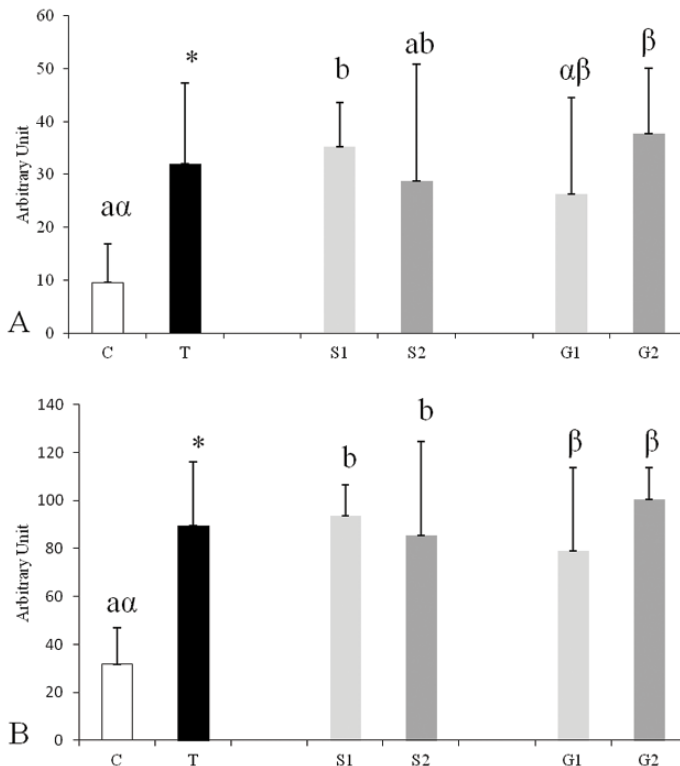 60
50
40
30
20
10
0
Arbitrary Unit
aα
*
b
ab
αβ
β
A
C T S1 S2 G1 G2
140
120
100
80
60
40
20
0
Arbitrary Unit
aα
*
b
b
β
β
B
C T S1 S2 G1 G2